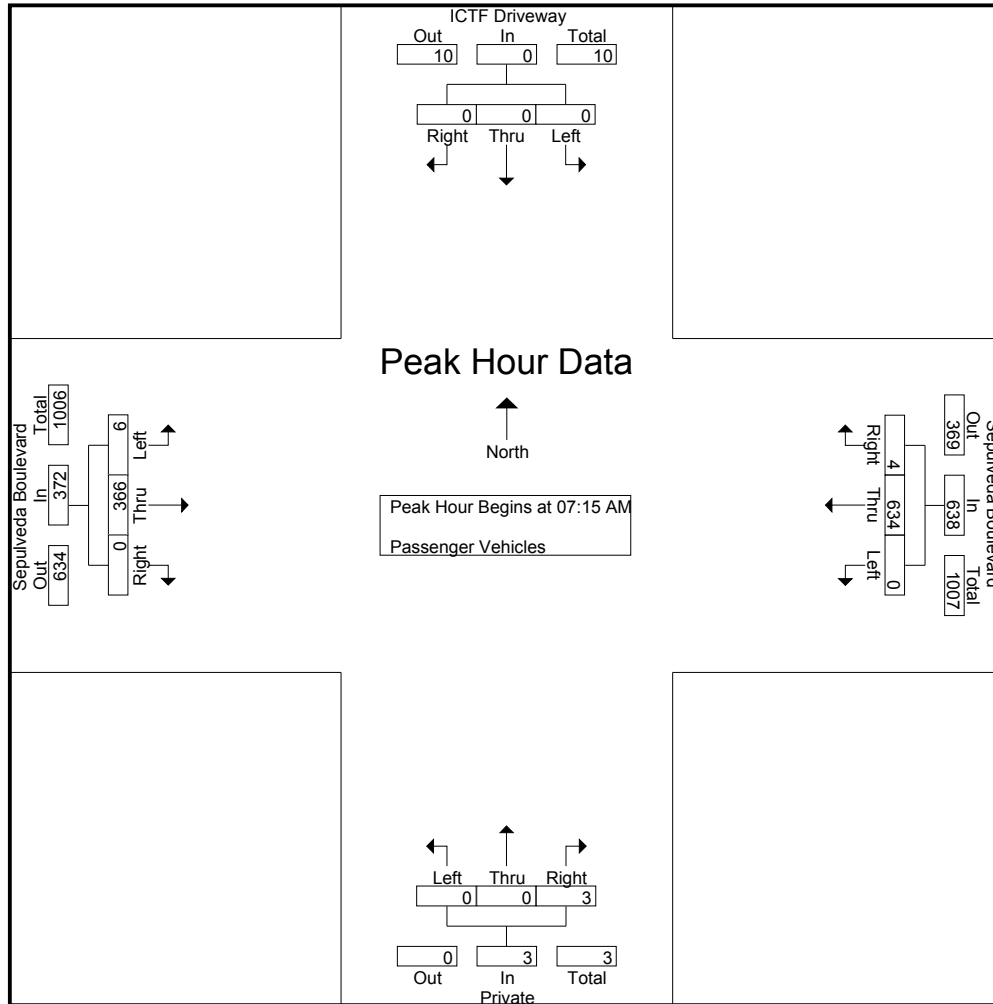 ICTF Driveway
Out In Total
10 0 10
0 0 0
Right Thru Left
Peak Hour Data
North
Peak Hour Begins at 07:15 AM
Passenger Vehicles
Sepulveda Boulevard
Total In Out
1006 372 634
6 366 0
Left Thru Right
Sepulveda Boulevard
Out In Total
369 638 1007
4 634 0
Right Thru Left
Left Thru Right
0 0 3
0 3 3
Out In Total
Private